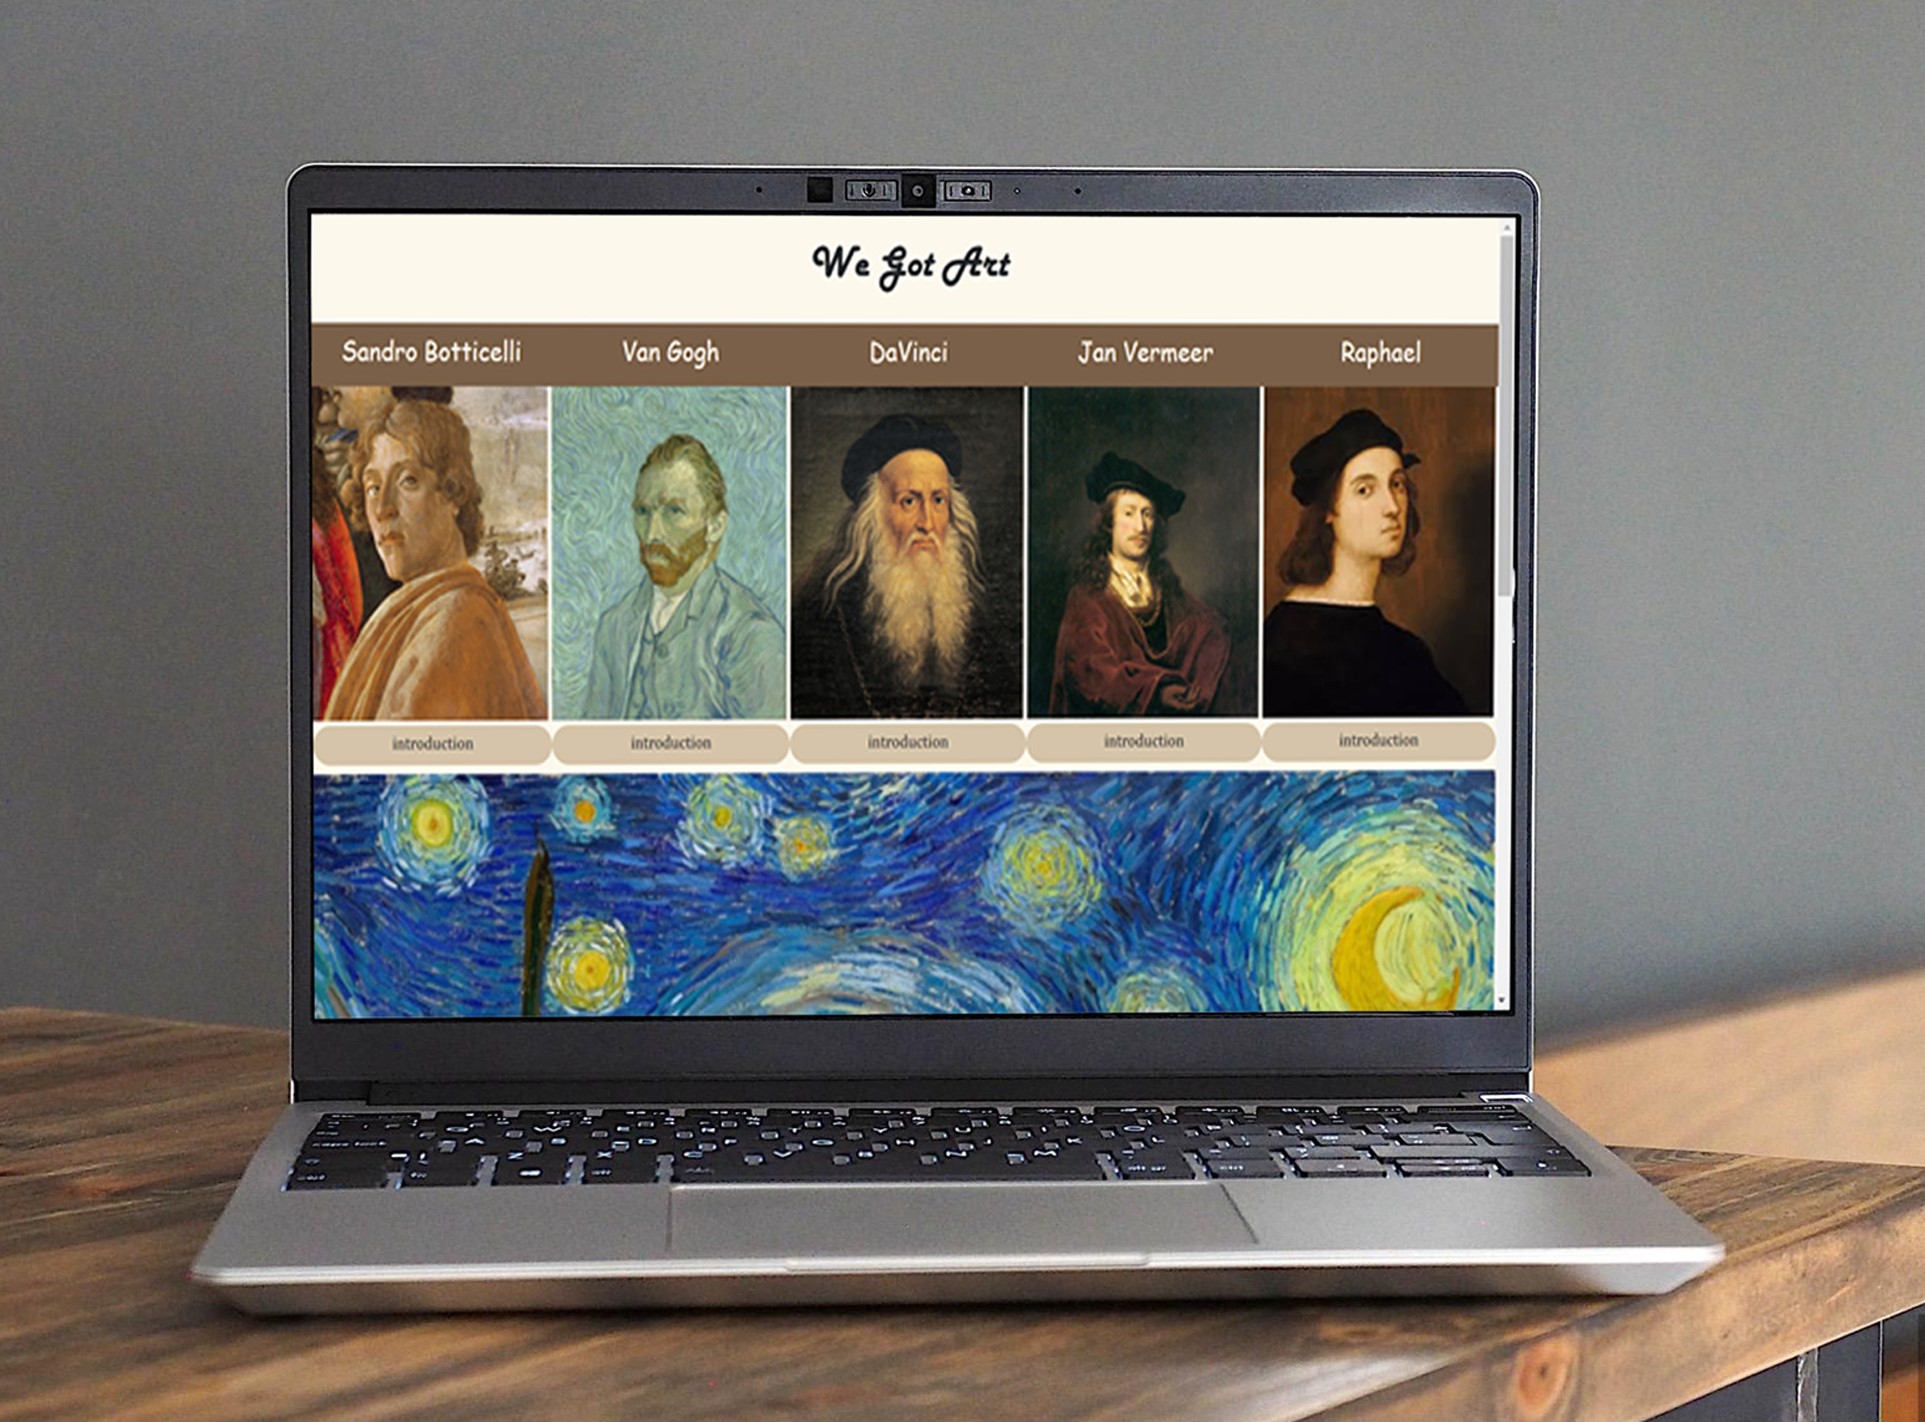 We Got Art
Sandro Botticelli Van Gogh DaVinci Jan Vermeer Raphael
introduction introduction introduction introduction introduction